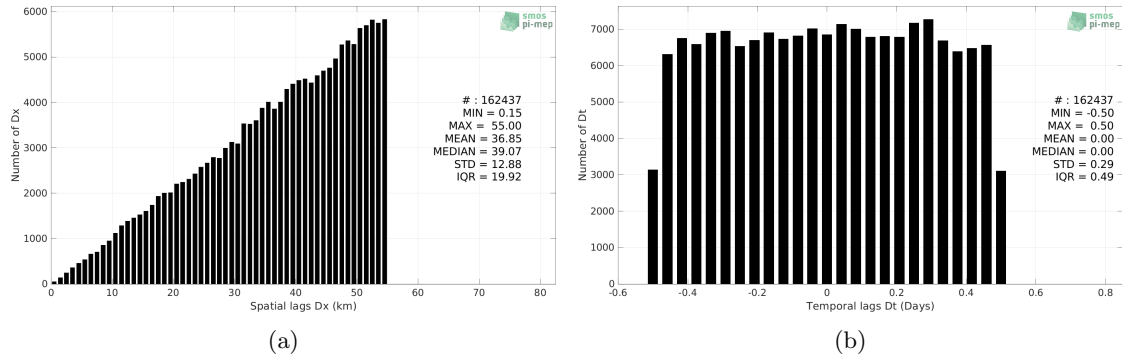 6000
5000
4000
3000
2000
1000
0
Number of Dx
0 10 20 30 40 50 60 70 80
Spatial lags Dx (km)
smos
pi-mep
# : 162437
MIN = 0.15
MAX = 55.00
MEAN = 36.85
MEDIAN = 39.07
STD = 12.88
IQR = 19.92
(a)
7000
6000
5000
4000
3000
2000
1000
0
Number of Dt
-0.6 -0.4 -0.2 0 0.2 0.4 0.6 0.8
Temporal lags Dt (Days)
smos
pi-mep
# : 162437
MIN = -0.50
MAX = 0.50
MEAN = 0.00
MEDIAN = 0.00
STD = 0.29
IQR = 0.49
(b)